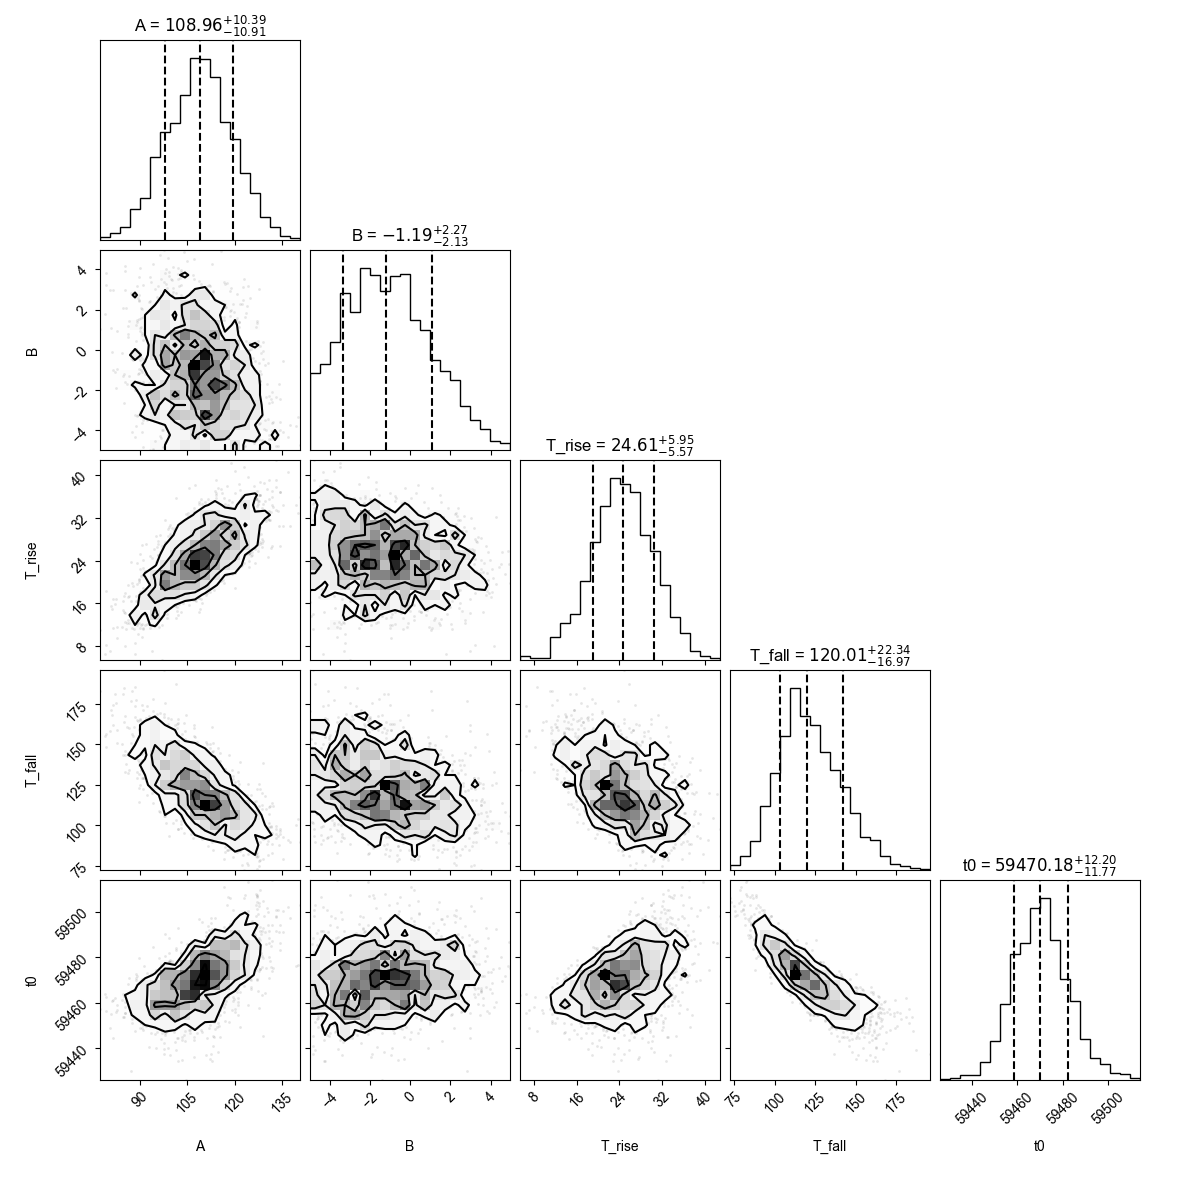 A = 108.96+10.39−10.91
B = −1.19+2.27−2.13
4
2
0
-2
-4
B
T_rise = 24.61+5.95−5.57
40
32
24
16
8
T_rise
T_fall = 120.01+22.34−16.97
175
150
125
100
75
T_fall
t0 = 59470.18+12.20−11.77
59500
59480
59460
59440
t0
90 105 120 135
-4 -2 0 2 4
8 16 24 32 40
75 100 125 150 175
59440 59460 59480 59500
A B T_rise T_fall t0